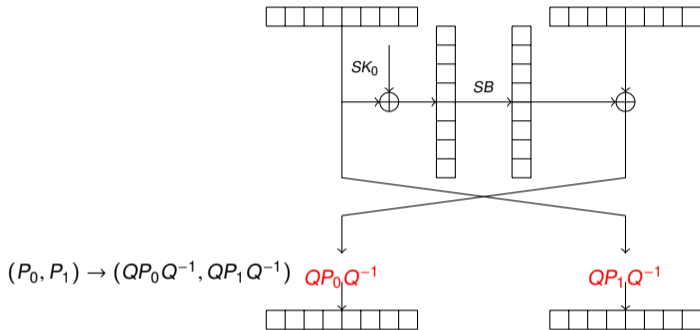 SK₀
SB
(P₀, P₁) → (QP₀Q⁻¹, QP₁Q⁻¹) QP₀Q⁻¹ QP₁Q⁻¹